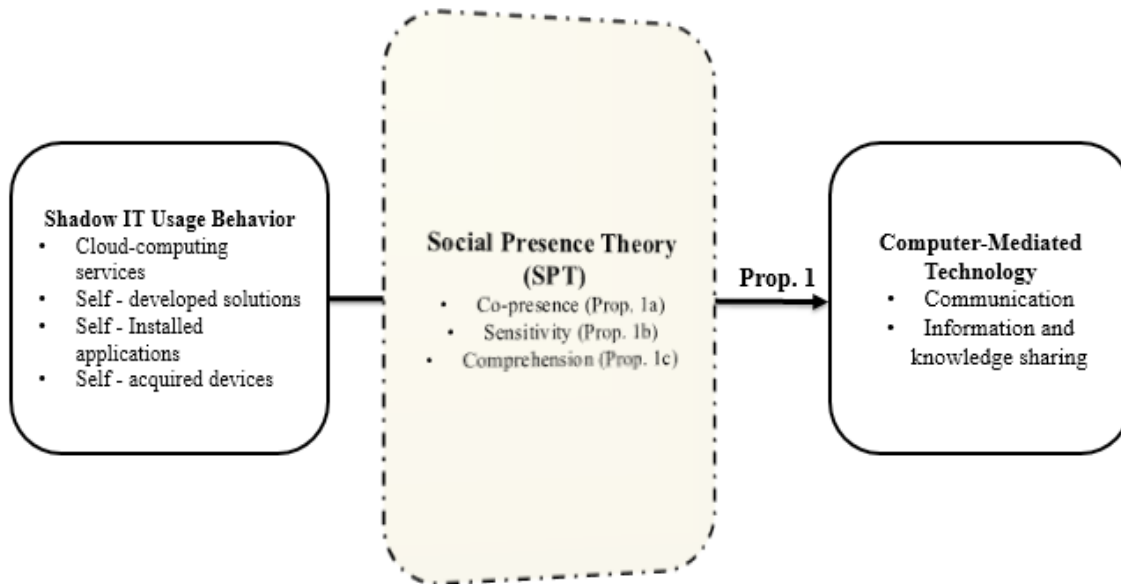 Shadow IT Usage Behavior
• Cloud-computing
services
• Self - developed solutions
• Self - Installed
applications
• Self - acquired devices
Social Presence Theory
(SPT)
• Co-presence (Prop. 1a)
• Sensitivity (Prop. 1b)
• Comprehension (Prop. 1c)
Prop. 1
Computer-Mediated
Technology
• Communication
• Information and
knowledge sharing